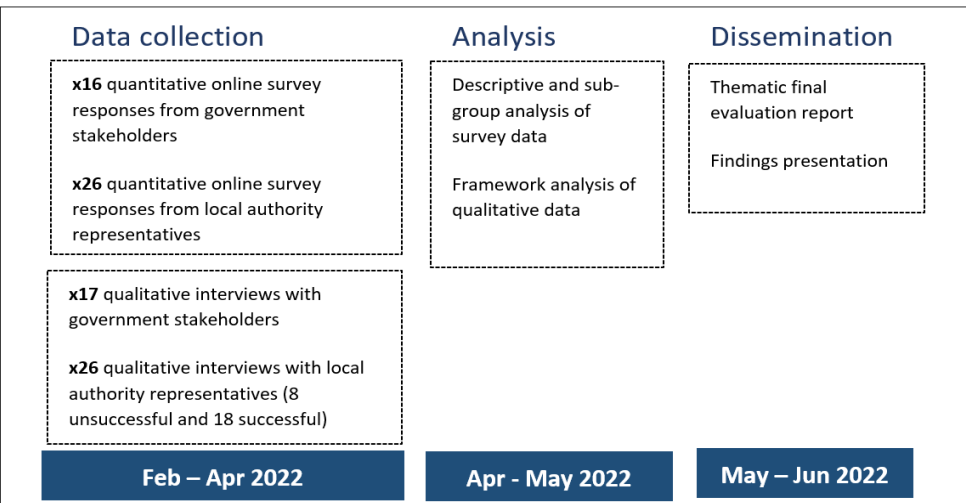 Data collection
x16 quantitative online survey
responses from government
stakeholders
x26 quantitative online survey
responses from local authority
representatives
x17 qualitative interviews with
government stakeholders
x26 qualitative interviews with local
authority representatives (8
unsuccessful and 18 successful)
Feb – Apr 2022
Analysis
Descriptive and sub-
group analysis of
survey data
Framework analysis of
qualitative data
Apr - May 2022
Dissemination
Thematic final
evaluation report
Findings presentation
May – Jun 2022